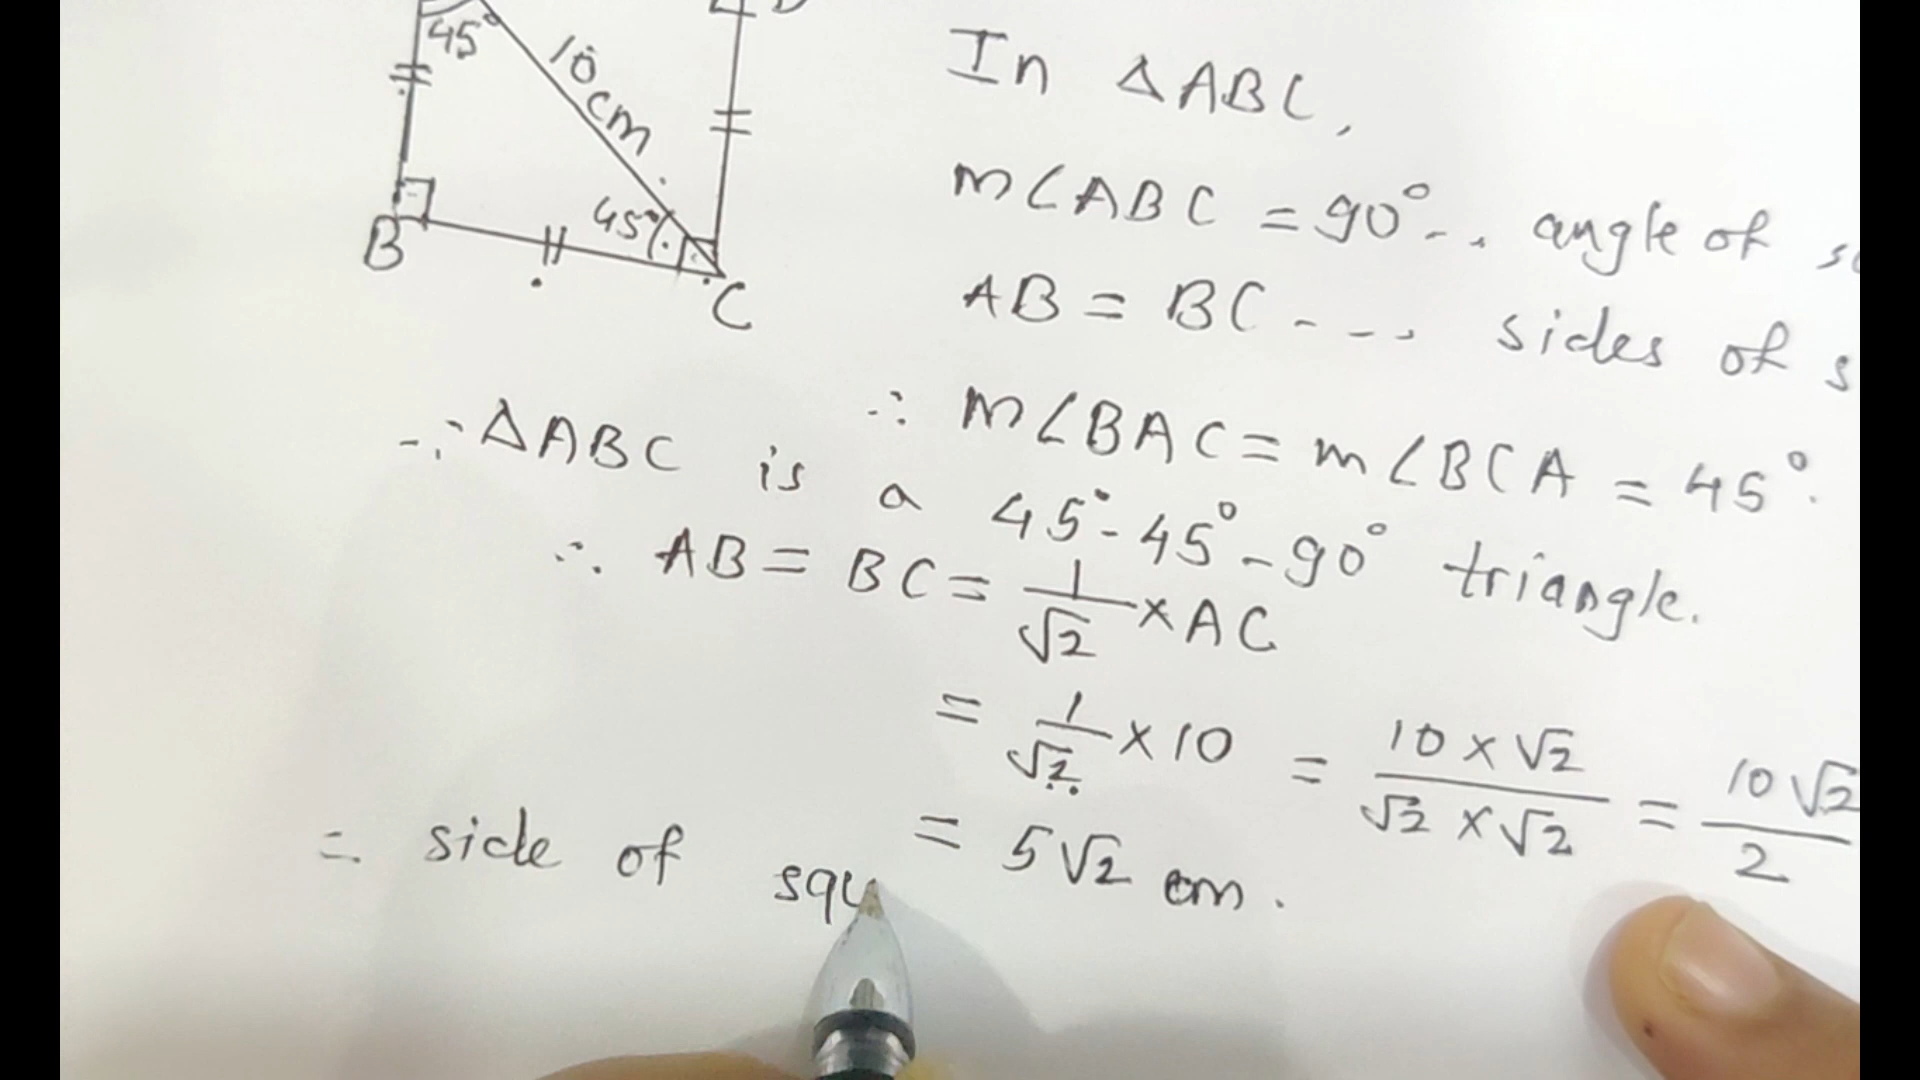 45°
10 cm
D
45°
B
C
In △ABC,
m∠ABC = 90° - . . angle of
AB = BC - - - . sides of s
∴ m∠BAC = m∠BCA = 45°.
∴ △ABC is a 45°-45°-90° triangle.
∴ AB = BC = 1/√2 × AC
= 1/√2 × 10 = 10 × √2 / √2 × √2 = 10√2 / 2
= 5√2 cm.
= side of squ